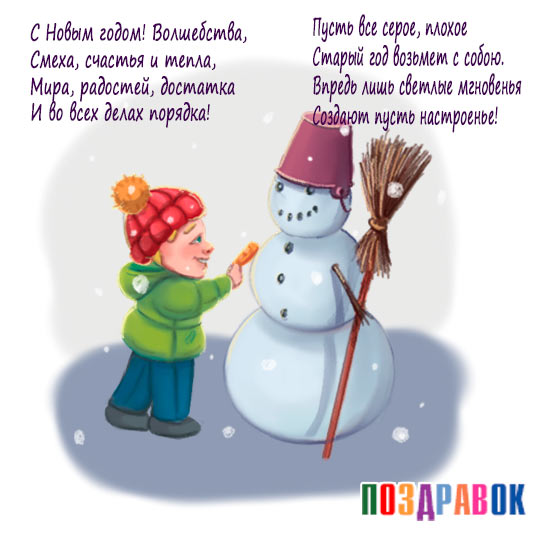 С Новым годом! Волшебства,
Смеха, счастья и тепла,
Мира, радостей, достатка
И во всех делах порядка!
Пусть все серое, плохое
Старый год возьмет с собою.
Впредь лишь светлые мгновенья
Создают пусть настроенье!
ПОЗДРАВОК